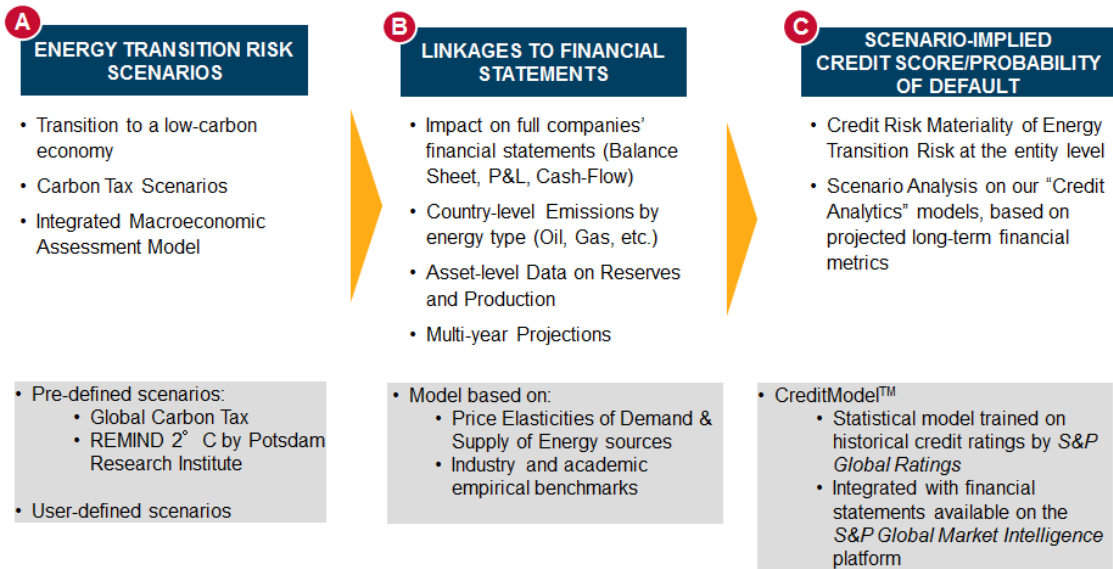 A
ENERGY TRANSITION RISK
SCENARIOS
• Transition to a low-carbon
economy
• Carbon Tax Scenarios
• Integrated Macroeconomic
Assessment Model
• Pre-defined scenarios:
• Global Carbon Tax
• REMIND 2° C by Potsdam
Research Institute
• User-defined scenarios
B
LINKAGES TO FINANCIAL
STATEMENTS
• Impact on full companies’
financial statements (Balance
Sheet, P&L, Cash-Flow)
• Country-level Emissions by
energy type (Oil, Gas, etc.)
• Asset-level Data on Reserves
and Production
• Multi-year Projections
• Model based on:
• Price Elasticities of Demand &
Supply of Energy sources
• Industry and academic
empirical benchmarks
C
SCENARIO-IMPLIED
CREDIT SCORE/PROBABILITY
OF DEFAULT
• Credit Risk Materiality of Energy
Transition Risk at the entity level
• Scenario Analysis on our “Credit
Analytics” models, based on
projected long-term financial
metrics
• CreditModel™
• Statistical model trained on
historical credit ratings by S&P
Global Ratings
• Integrated with financial
statements available on the
S&P Global Market Intelligence
platform